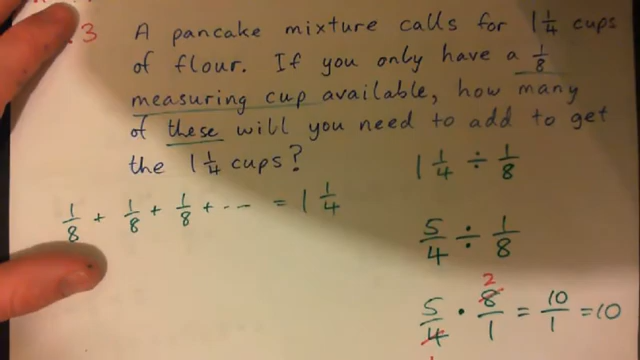 3 A pancake mixture calls for 1 1/4 cups
of flour. If you only have a 1/8
measuring cup available, how many
of these will you need to add to get
the 1 1/4 cups?
1 1/4 ÷ 1/8
1/8 + 1/8 + 1/8 + -- = 1 1/4
5/4 ÷ 1/8
2
5/4 · 8/1 = 10/1 = 10